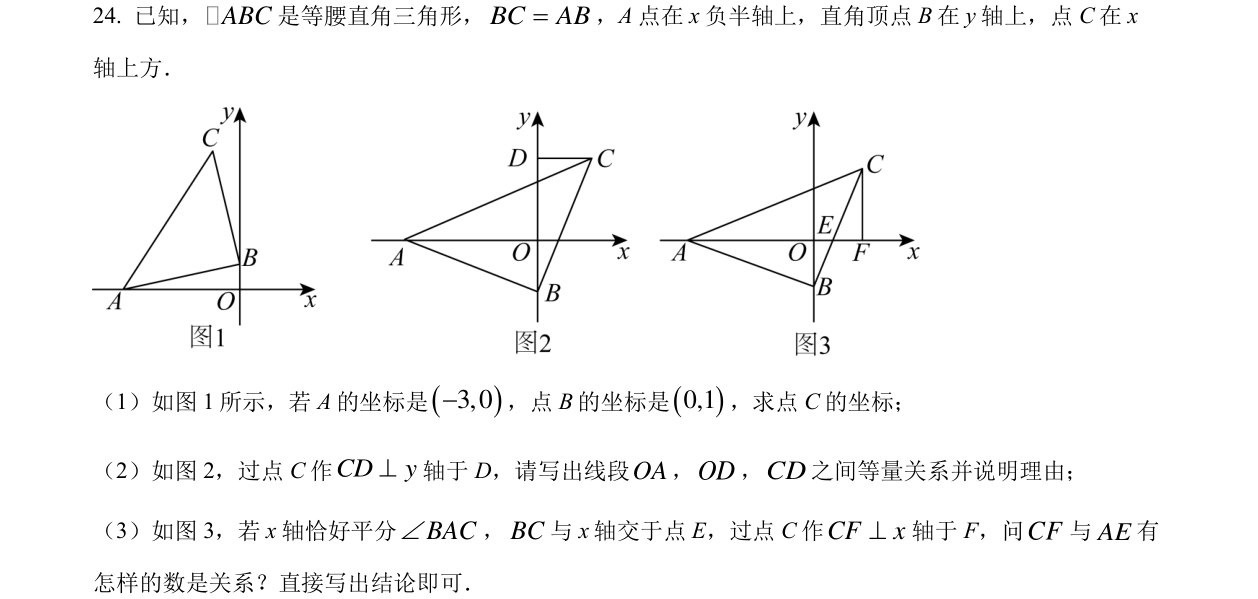 24. 已知，□ABC 是等腰直角三角形， BC = AB，A 点在 x 负半轴上，直角顶点 B 在 y 轴上，点 C 在 x
轴上方．
y C B A O x
图1
y D C A O x B
图2
y C E A O F x B
图3
（1）如图 1 所示，若 A 的坐标是(−3,0)，点 B 的坐标是(0,1)，求点 C 的坐标；
（2）如图 2，过点 C 作 CD ⊥ y 轴于 D，请写出线段OA，OD，CD 之间等量关系并说明理由；
（3）如图 3，若 x 轴恰好平分∠BAC，BC 与 x 轴交于点 E，过点 C 作 CF ⊥ x 轴于 F，问 CF 与 AE 有
怎样的数是关系？直接写出结论即可．